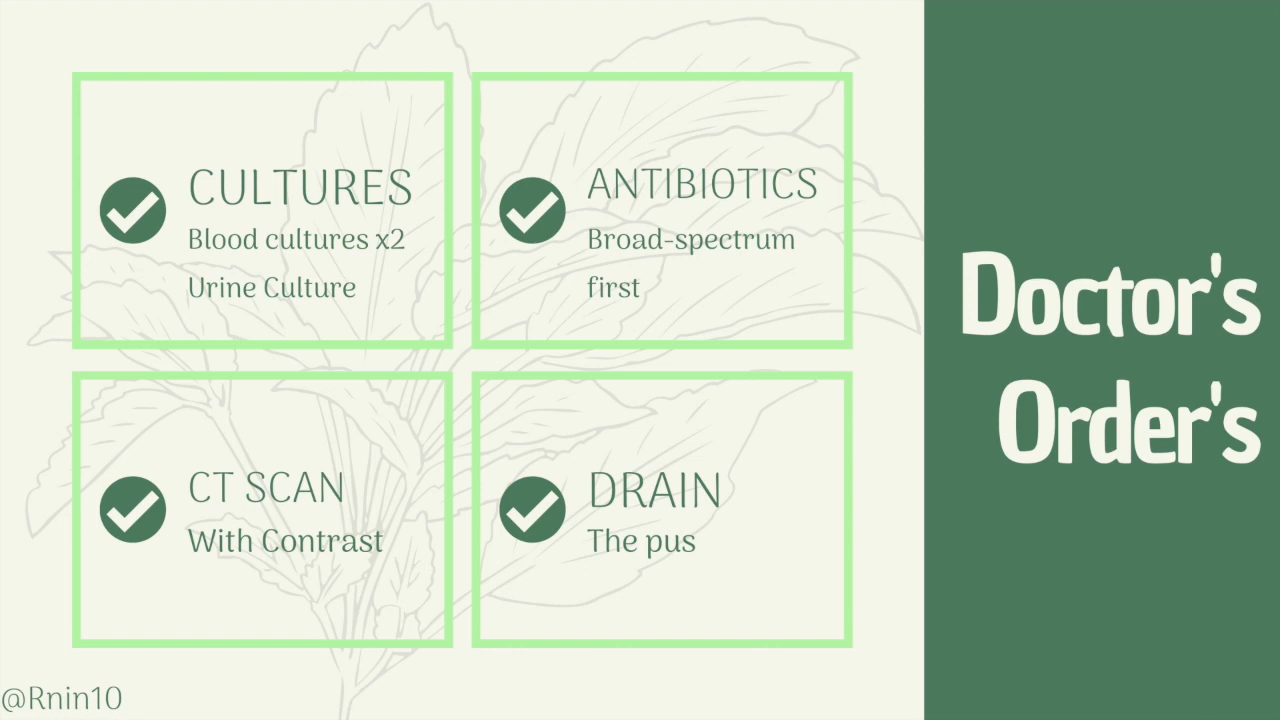 CULTURES
Blood cultures x2
Urine Culture
ANTIBIOTICS
Broad-spectrum
first
CT SCAN
With Contrast
DRAIN
The pus
Doctor's
Order's
@Rnin10